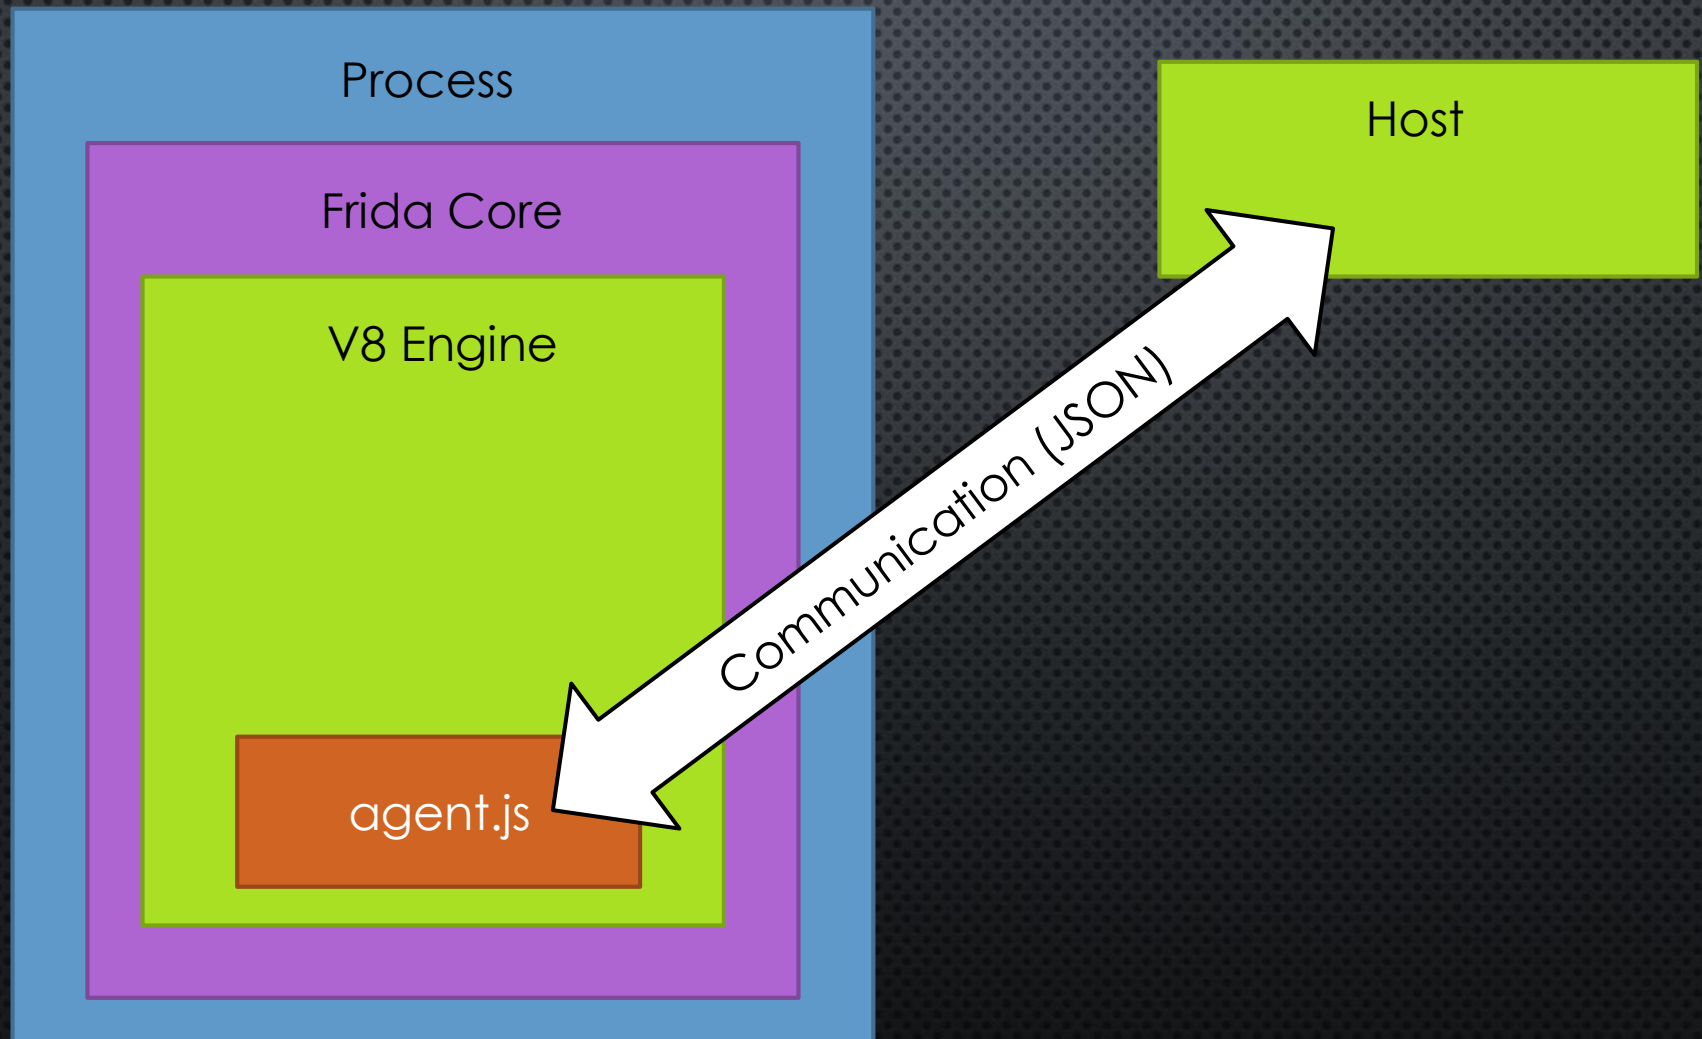 Process
Frida Core
V8 Engine
agent.js
Communication (JSON)
Host